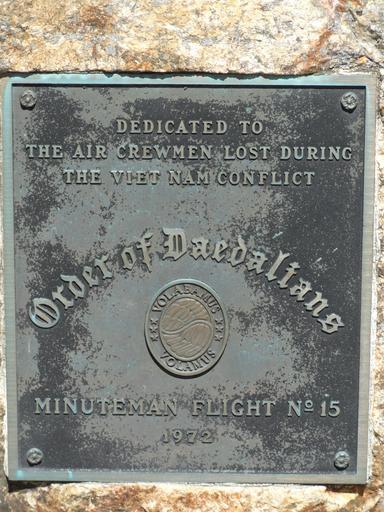 DEDICATED TO
THE AIR CREWMEN LOST DURING
THE VIET NAM CONFLICT
Order of Daedalians
VOLABAMUS
VOLAMUS
MINUTEMAN FLIGHT Nº 15
1972